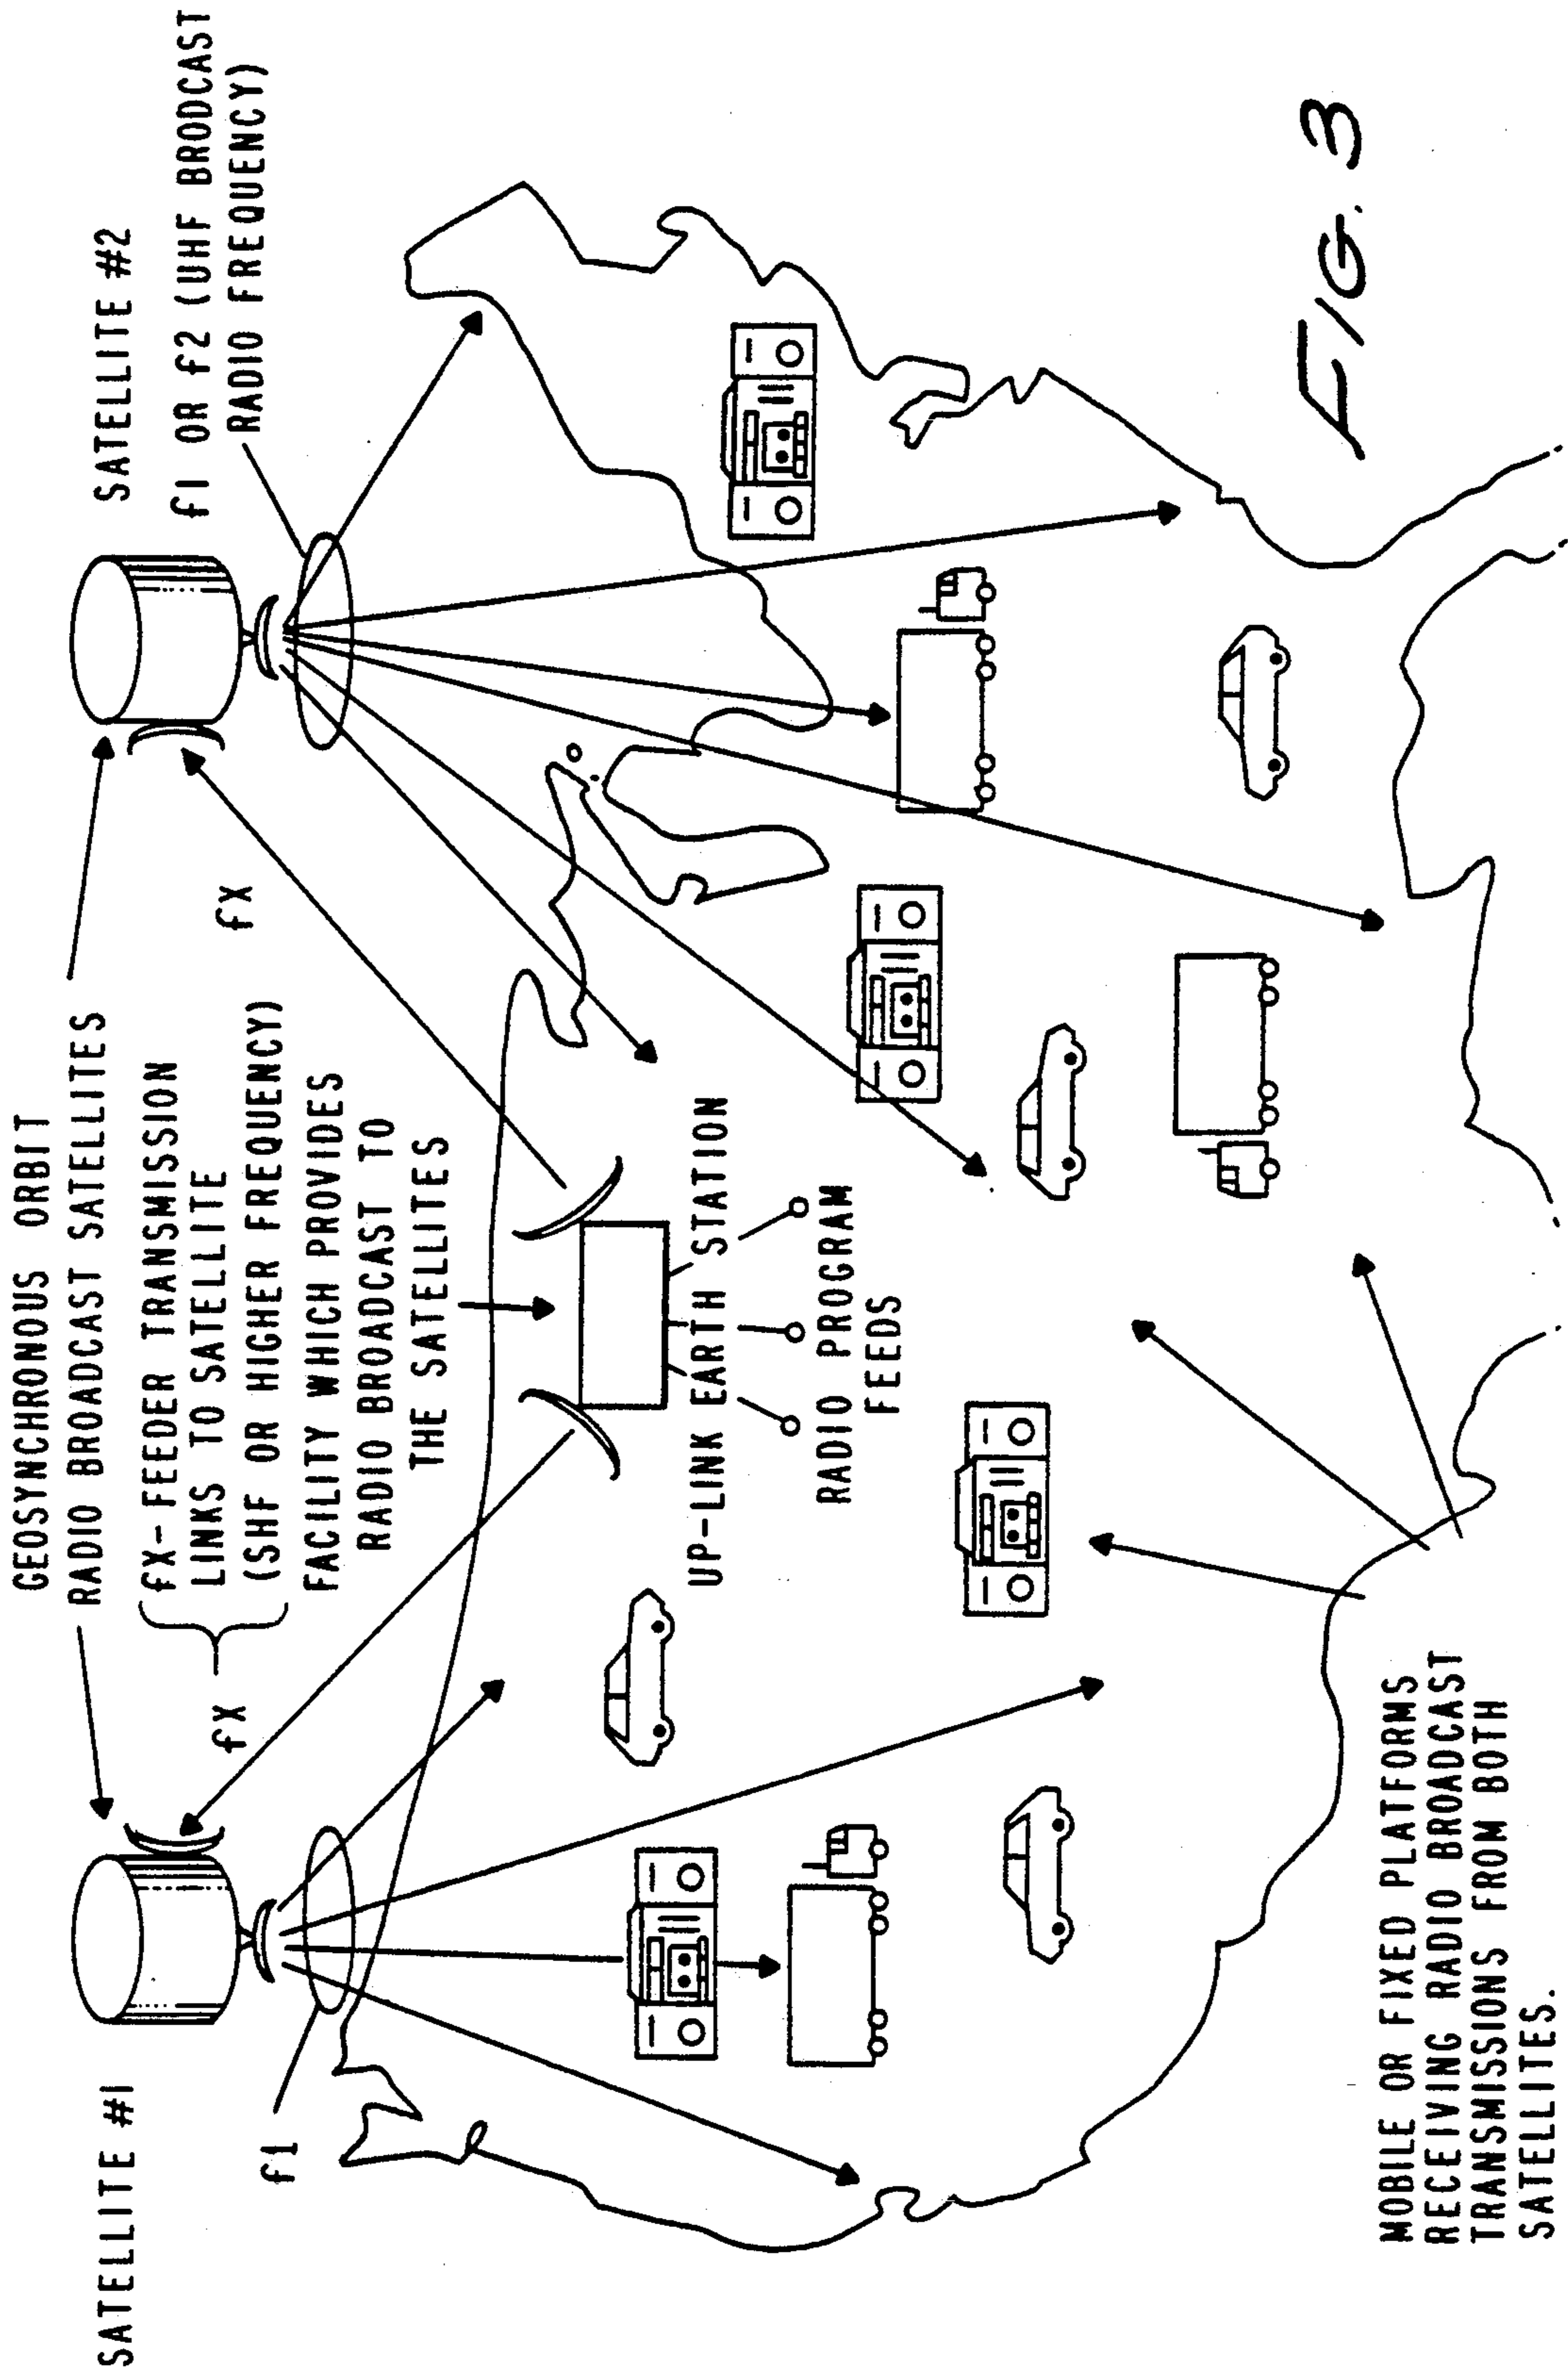 GEOSYNCHRONOUS ORBIT
RADIO BROADCAST SATELLITES
SATELLITE #1
SATELLITE #2
fX-FEEDER TRANSMISSION
LINKS TO SATELLITE
(SHF OR HIGHER FREQUENCY)
fX
fX
f1 OR f2 (UHF BRODCAST
RADIO FREQUENCY)
f1
FACILITY WHICH PROVIDES
RADIO BROADCAST TO
THE SATELLITES
UP-LINK EARTH STATION
RADIO PROGRAM
FEEDS
MOBILE OR FIXED PLATFORMS
RECEIVING RADIO BROADCAST
TRANSMISSIONS FROM BOTH
SATELLITES.
FIG. 3